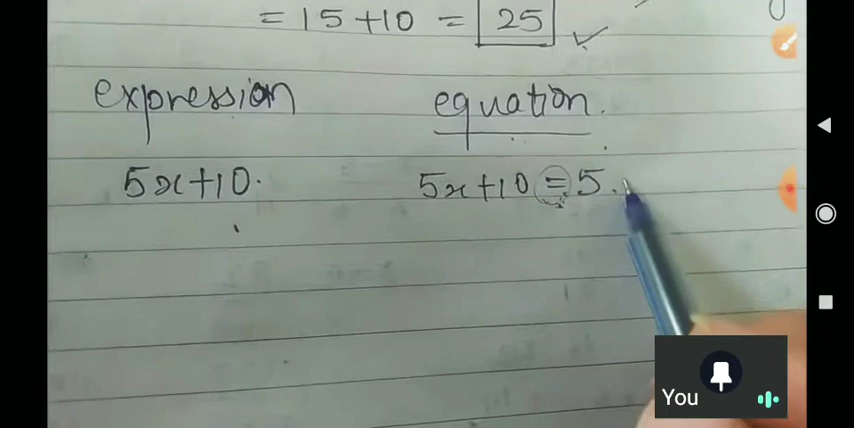 = 15 +10 = 25
expression equation.
5x+10. 5x+10 = 5.
You